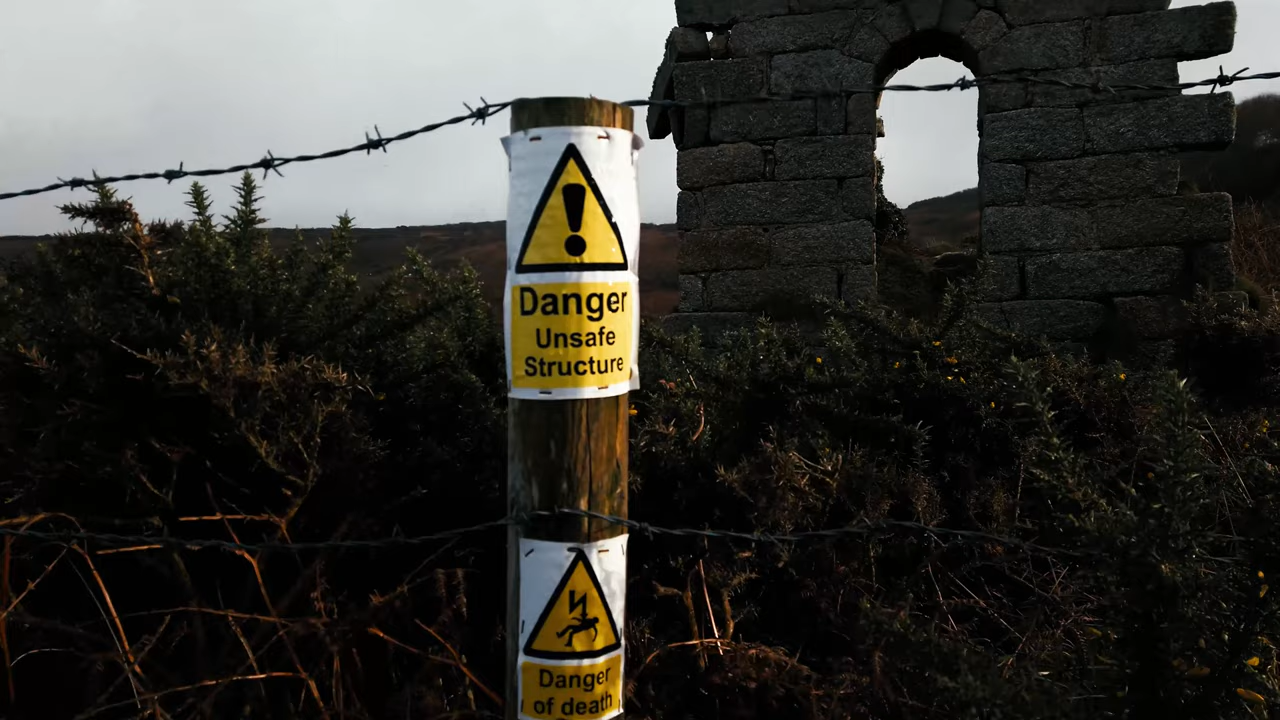 Danger
Unsafe
Structure
Danger
of death